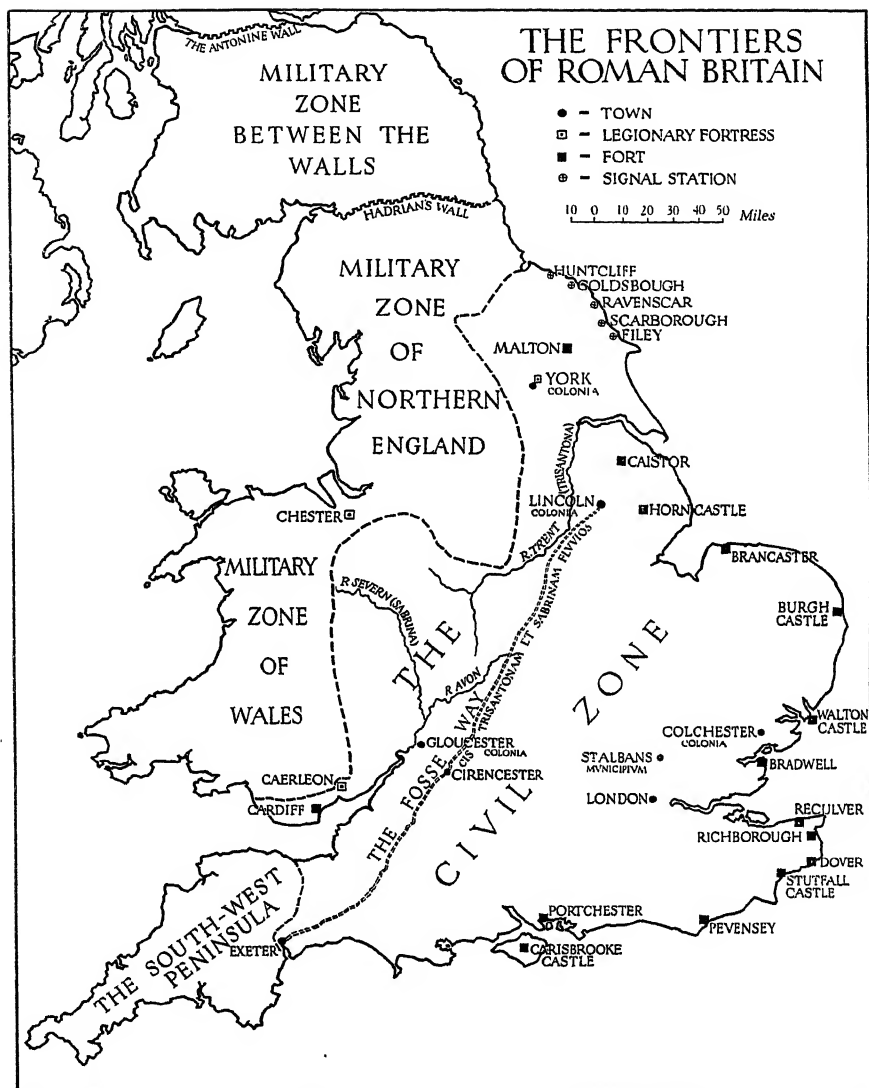 THE FRONTIERS
OF ROMAN BRITAIN
● – TOWN
⊡ – LEGIONARY FORTRESS
■ – FORT
⊕ – SIGNAL STATION
10 0 10 20 30 40 50 Miles
THE ANTONINE WALL
MILITARY
ZONE
BETWEEN THE
WALLS
HADRIAN'S WALL
MILITARY
ZONE
OF
NORTHERN
ENGLAND
HUNTCLIFF
GOLDSBOUGH
RAVENSCAR
SCARBOROUGH
FILEY
MALTON
YORK
COLONIA
(TRISANTONA)
CAISTOR
LINCOLN
COLONIA
HORNCASTLE
CHESTER
R. TRENT
BRANCASTER
MILITARY
ZONE
OF
WALES
R SEVERN (SABRINA)
BURGH
CASTLE
THE
CIVIL
ZONE
R AVON
THE FOSSE WAY
CIS TRISANTONAM ET SABRINAM FLVVIOS
WALTON
CASTLE
COLCHESTER
COLONIA
GLOUCESTER
COLONIA
STALBANS
MVNICIPIVM
BRADWELL
CIRENCESTER
CAERLEON
LONDON
CARDIFF
RECULVER
RICHBOROUGH
DOVER
STUTFALL
CASTLE
THE SOUTH-WEST
PENINSULA
EXETER
PORTCHESTER
PEVENSEY
CARISBROOKE
CASTLE